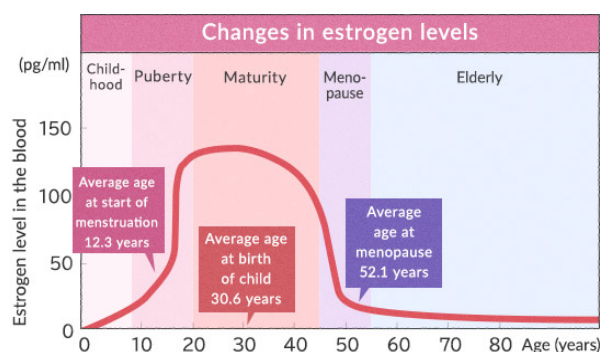 Changes in estrogen levels
(pg/ml)
Child-
hood
Puberty
Maturity
Meno-
pause
Elderly
Estrogen level in the blood
150
100
50
0
Average age
at start of
menstruation
12.3 years
Average age
at birth
of child
30.6 years
Average
age at
menopause
52.1 years
0 10 20 30 40 50 60 70 80 Age (years)